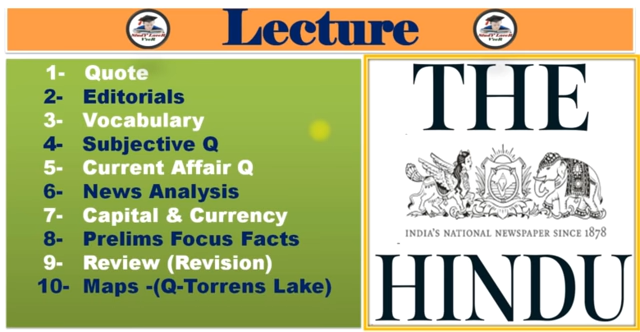 Lecture
1- Quote
2- Editorials
3- Vocabulary
4- Subjective Q
5- Current Affair Q
6- News Analysis
7- Capital & Currency
8- Prelims Focus Facts
9- Review (Revision)
10- Maps -(Q-Torrens Lake)
THE
INDIA'S NATIONAL NEWSPAPER SINCE 1878
HINDU